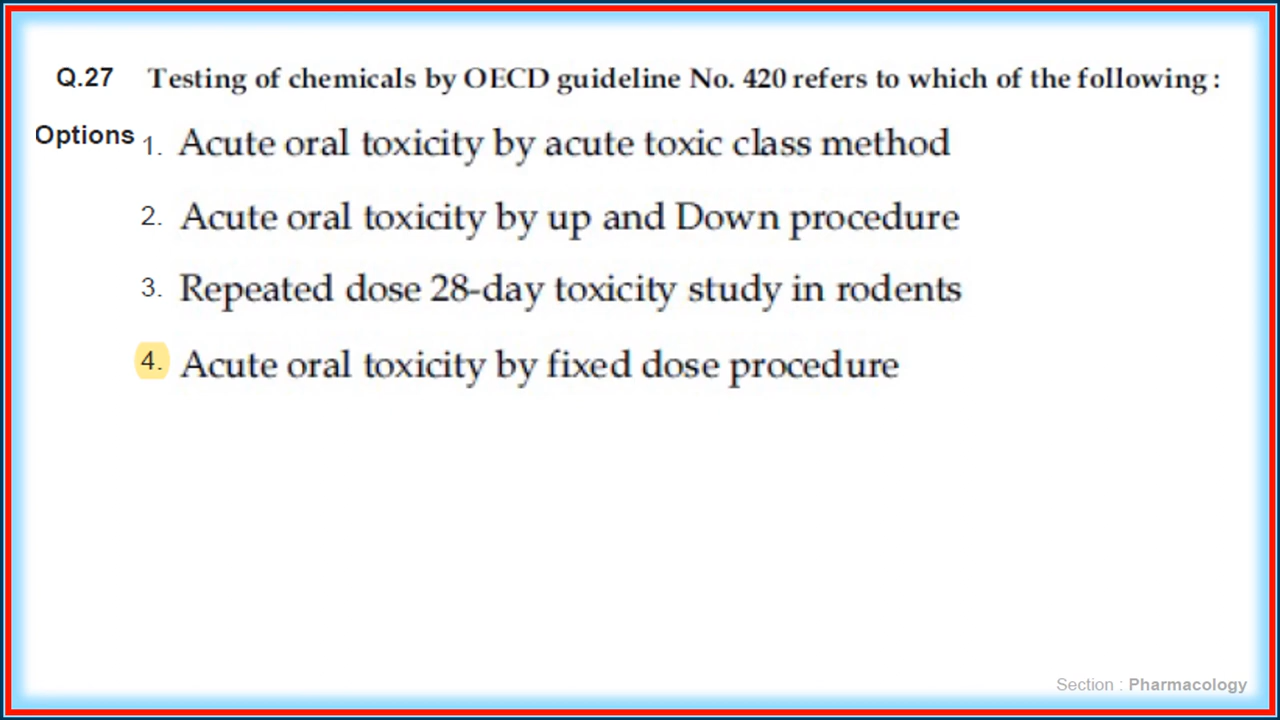 Q.27 Testing of chemicals by OECD guideline No. 420 refers to which of the following :
Options 1. Acute oral toxicity by acute toxic class method
2. Acute oral toxicity by up and Down procedure
3. Repeated dose 28-day toxicity study in rodents
4. Acute oral toxicity by fixed dose procedure
Section : Pharmacology